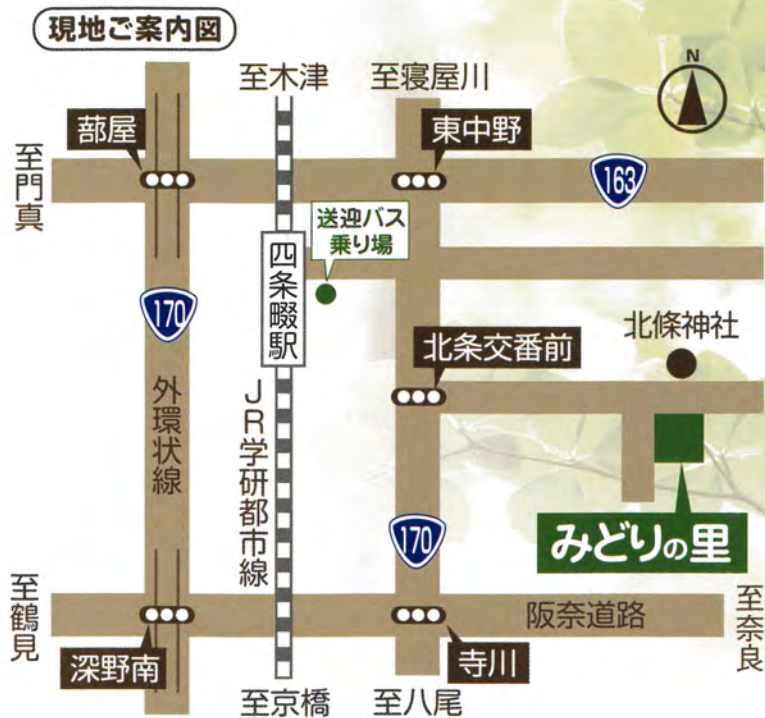 現地ご案内図
至木津
至寝屋川
N
蔀屋
東中野
至門真
163
送迎バス
乗り場
四条畷駅
170
北条交番前
北條神社
外環状線
JR学研都市線
170
みどりの里
至鶴見
阪奈道路
至奈良
深野南
寺川
至京橋
至八尾